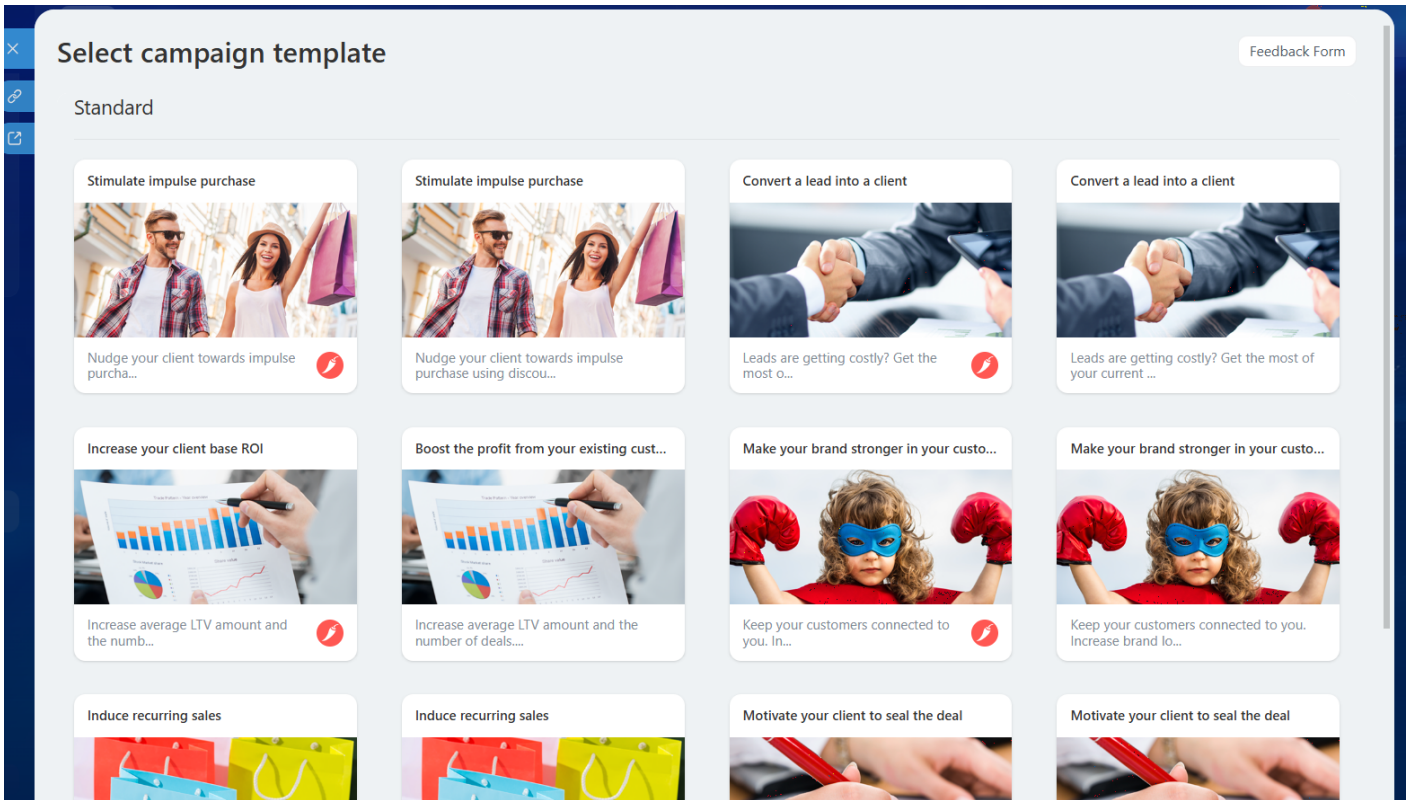 Select campaign template
Feedback Form
Standard
Stimulate impulse purchase
Nudge your client towards impulse
purcha...
Stimulate impulse purchase
Nudge your client towards impulse
purchase using discou...
Convert a lead into a client
Leads are getting costly? Get the
most o...
Convert a lead into a client
Leads are getting costly? Get the most of
your current ...
Increase your client base ROI
Increase average LTV amount and
the numb...
Boost the profit from your existing cust...
Increase average LTV amount and the
number of deals....
Make your brand stronger in your custo...
Keep your customers connected to
you. In...
Make your brand stronger in your custo...
Keep your customers connected to you.
Increase brand lo...
Induce recurring sales
Induce recurring sales
Motivate your client to seal the deal
Motivate your client to seal the deal